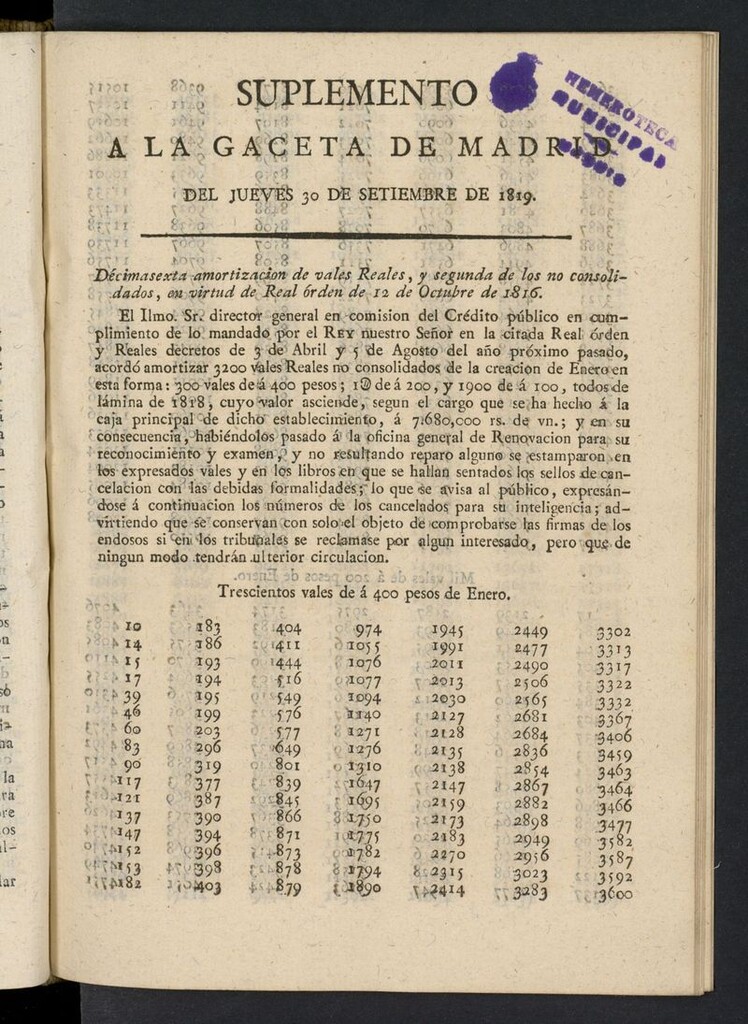 SUPLEMENTO
HEMEROTECA
MUNICIPAL
MADRID
A LA GACETA DE MADRID
DEL JUEVES 30 DE SETIEMBRE DE 1819.
Décimasexta amortizacion de vales Reales, y segunda de los no consoli-
dados, en virtud de Real órden de 12 de Octubre de 1816.
El Ilmo. Sr. director general en comision del Crédito público en cum-
plimiento de lo mandado por el REY nuestro Señor en la citada Real órden
y Reales decretos de 3 de Abril y 5 de Agosto del año próximo pasado,
acordó amortizar 3200 vales Reales no consolidados de la creacion de Enero en
esta forma: 300 vales de á 400 pesos; 1@ de á 200, y 1900 de á 100, todos de
lámina de 1818, cuyo valor asciende, segun el cargo que se ha hecho á la
caja principal de dicho establecimiento, á 7.680,000 rs. de vn.; y en su
consecuencia, habiéndolos pasado á la oficina general de Renovacion para su
reconocimiento y examen, y no resultando reparo alguno se estamparon en
los expresados vales y en los libros en que se hallan sentados los sellos de can-
celacion con las debidas formalidades; lo que se avisa al público, expresán-
dose á continuacion los números de los cancelados para su inteligencia; ad-
virtiendo que se conservan con solo el objeto de comprobarse las firmas de los
endosos si en los tribunales se reclamase por algun interesado, pero que de
ningun modo tendrán ulterior circulacion.
Trescientos vales de á 400 pesos de Enero.
10 183 404 974 1945 2449 3302
14 186 411 1055 1991 2477 3313
15 193 444 1076 2011 2490 3317
17 194 516 1077 2013 2506 3322
39 195 549 1094 2030 2565 3332
46 199 576 1140 2127 2681 3367
60 203 577 1271 2128 2684 3406
83 296 649 1276 2135 2836 3459
90 319 801 1310 2138 2854 3463
117 377 839 1647 2147 2867 3464
121 387 845 1695 2159 2882 3466
137 390 866 1750 2173 2898 3477
147 394 871 1775 2183 2949 3582
152 396 873 1782 2270 2956 3587
153 398 878 1794 2315 3023 3592
182 403 879 1890 2414 3283 3600